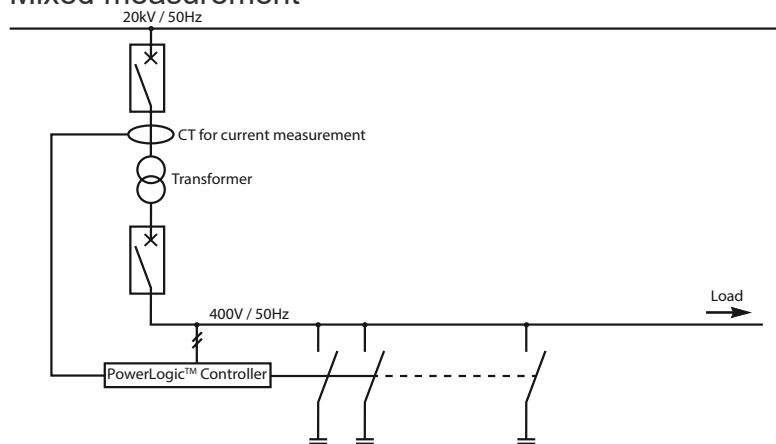 Mixed measurement
20kV / 50Hz
CT for current measurement
Transformer
400V / 50Hz
Load
PowerLogic™ Controller